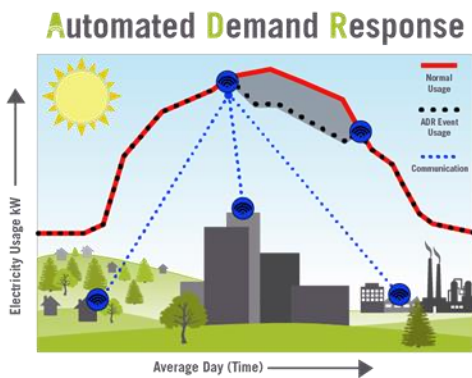 Automated Demand Response
Normal
Usage
ADR Event
Usage
Communication
Electricity Usage kW
Average Day (Time)